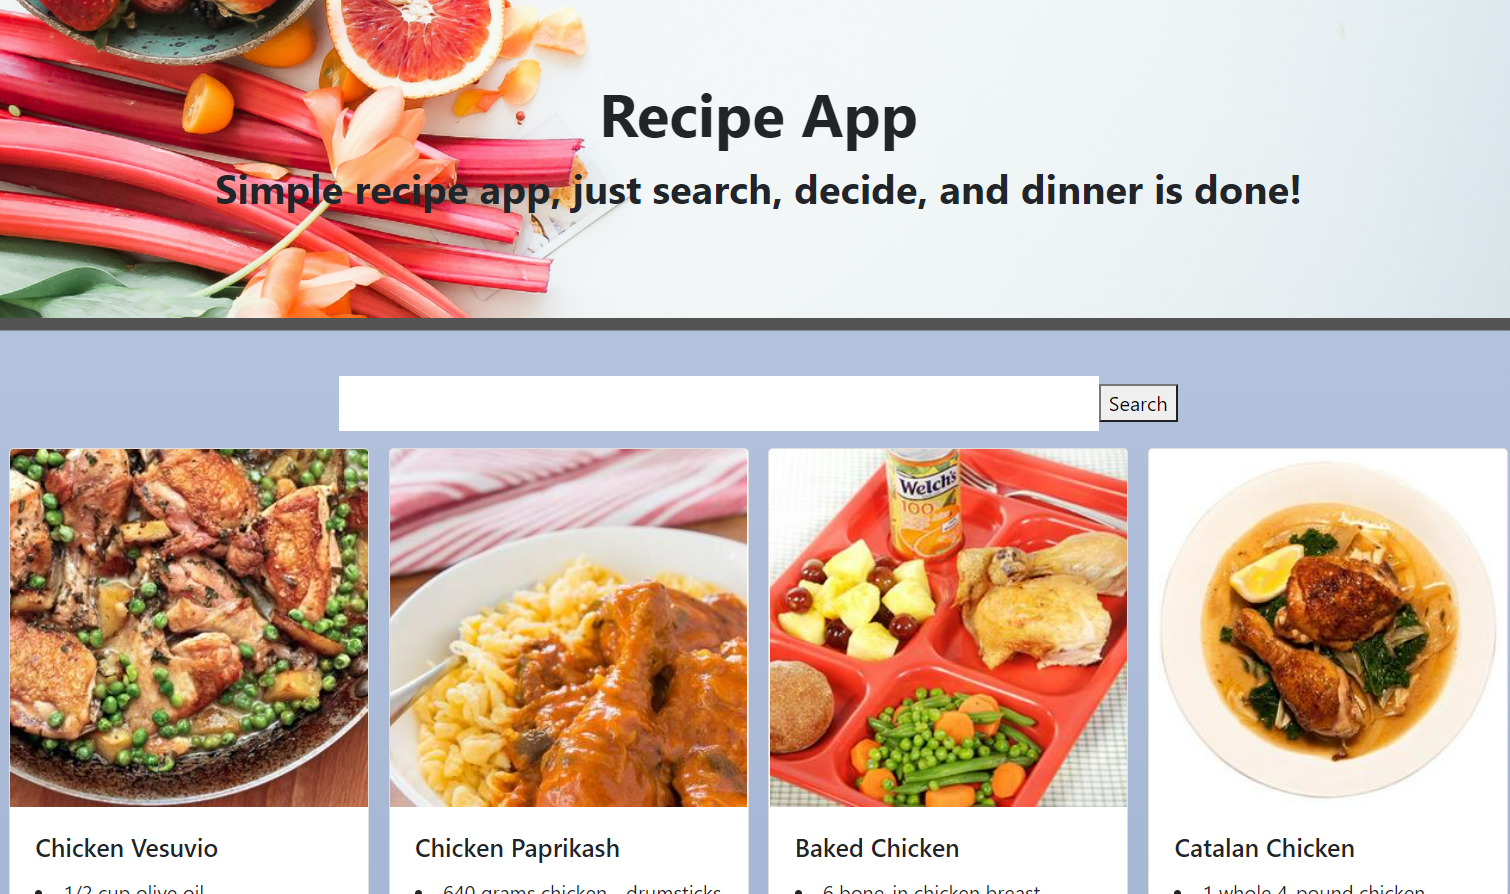 Recipe App
Simple recipe app, just search, decide, and dinner is done!
Search
Welch's
100
Chicken Vesuvio
Chicken Paprikash
Baked Chicken
Catalan Chicken
1/2 cup olive oil
640 grams chicken - drumsticks
6 bone-in chicken breast
1 whole 4-pound chicken